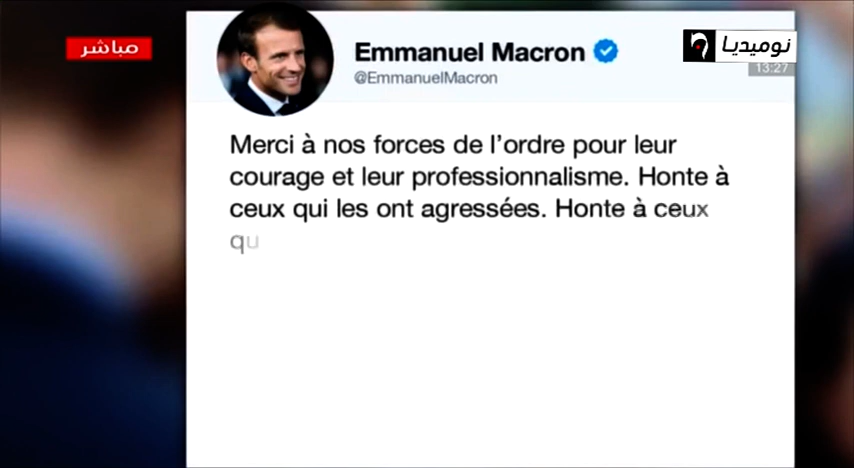 مباشر
نوميديا
13:27
Emmanuel Macron
@EmmanuelMacron
Merci à nos forces de l'ordre pour leur
courage et leur professionnalisme. Honte à
ceux qui les ont agressées. Honte à ceux
qu